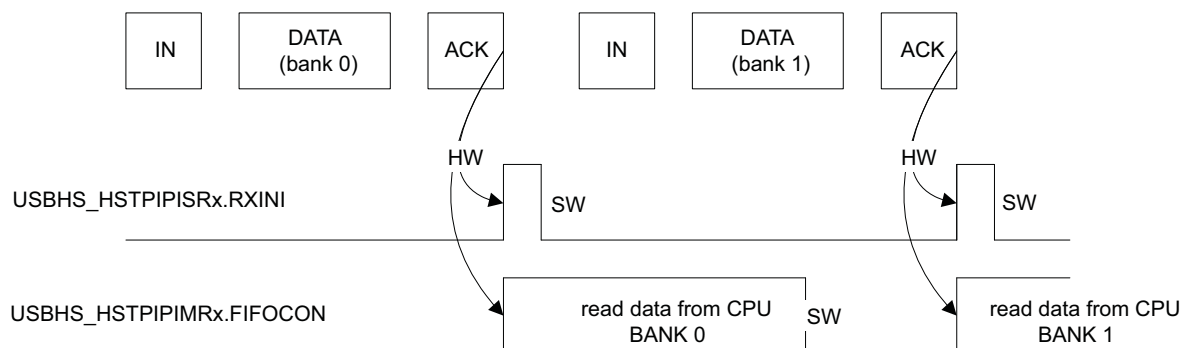 IN
DATA
(bank 0)
ACK
IN
DATA
(bank 1)
ACK
HW
HW
USBHS_HSTPIPISRx.RXINI
SW
SW
USBHS_HSTPIPIMRx.FIFOCON
read data from CPU
BANK 0
SW
read data from CPU
BANK 1